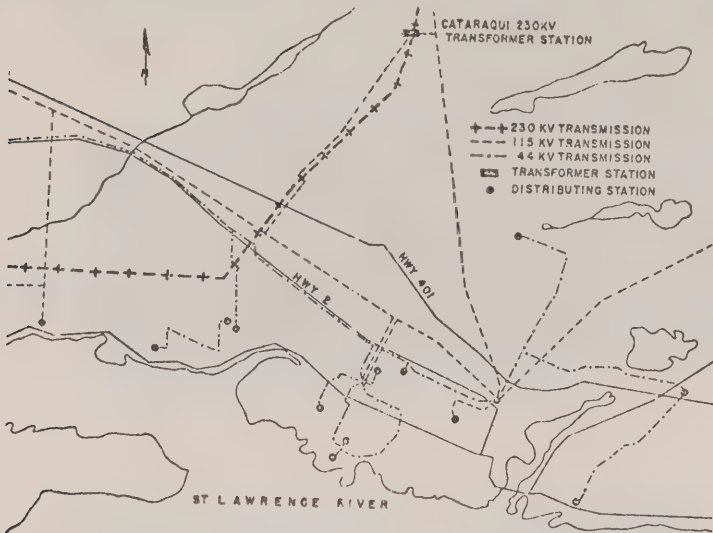 CATARAQUI 230KV
TRANSFORMER STATION
N
230 KV TRANSMISSION
115 KV TRANSMISSION
44 KV TRANSMISSION
TRANSFORMER STATION
DISTRIBUTING STATION
HWY 401
HWY 2
ST LAWRENCE RIVER